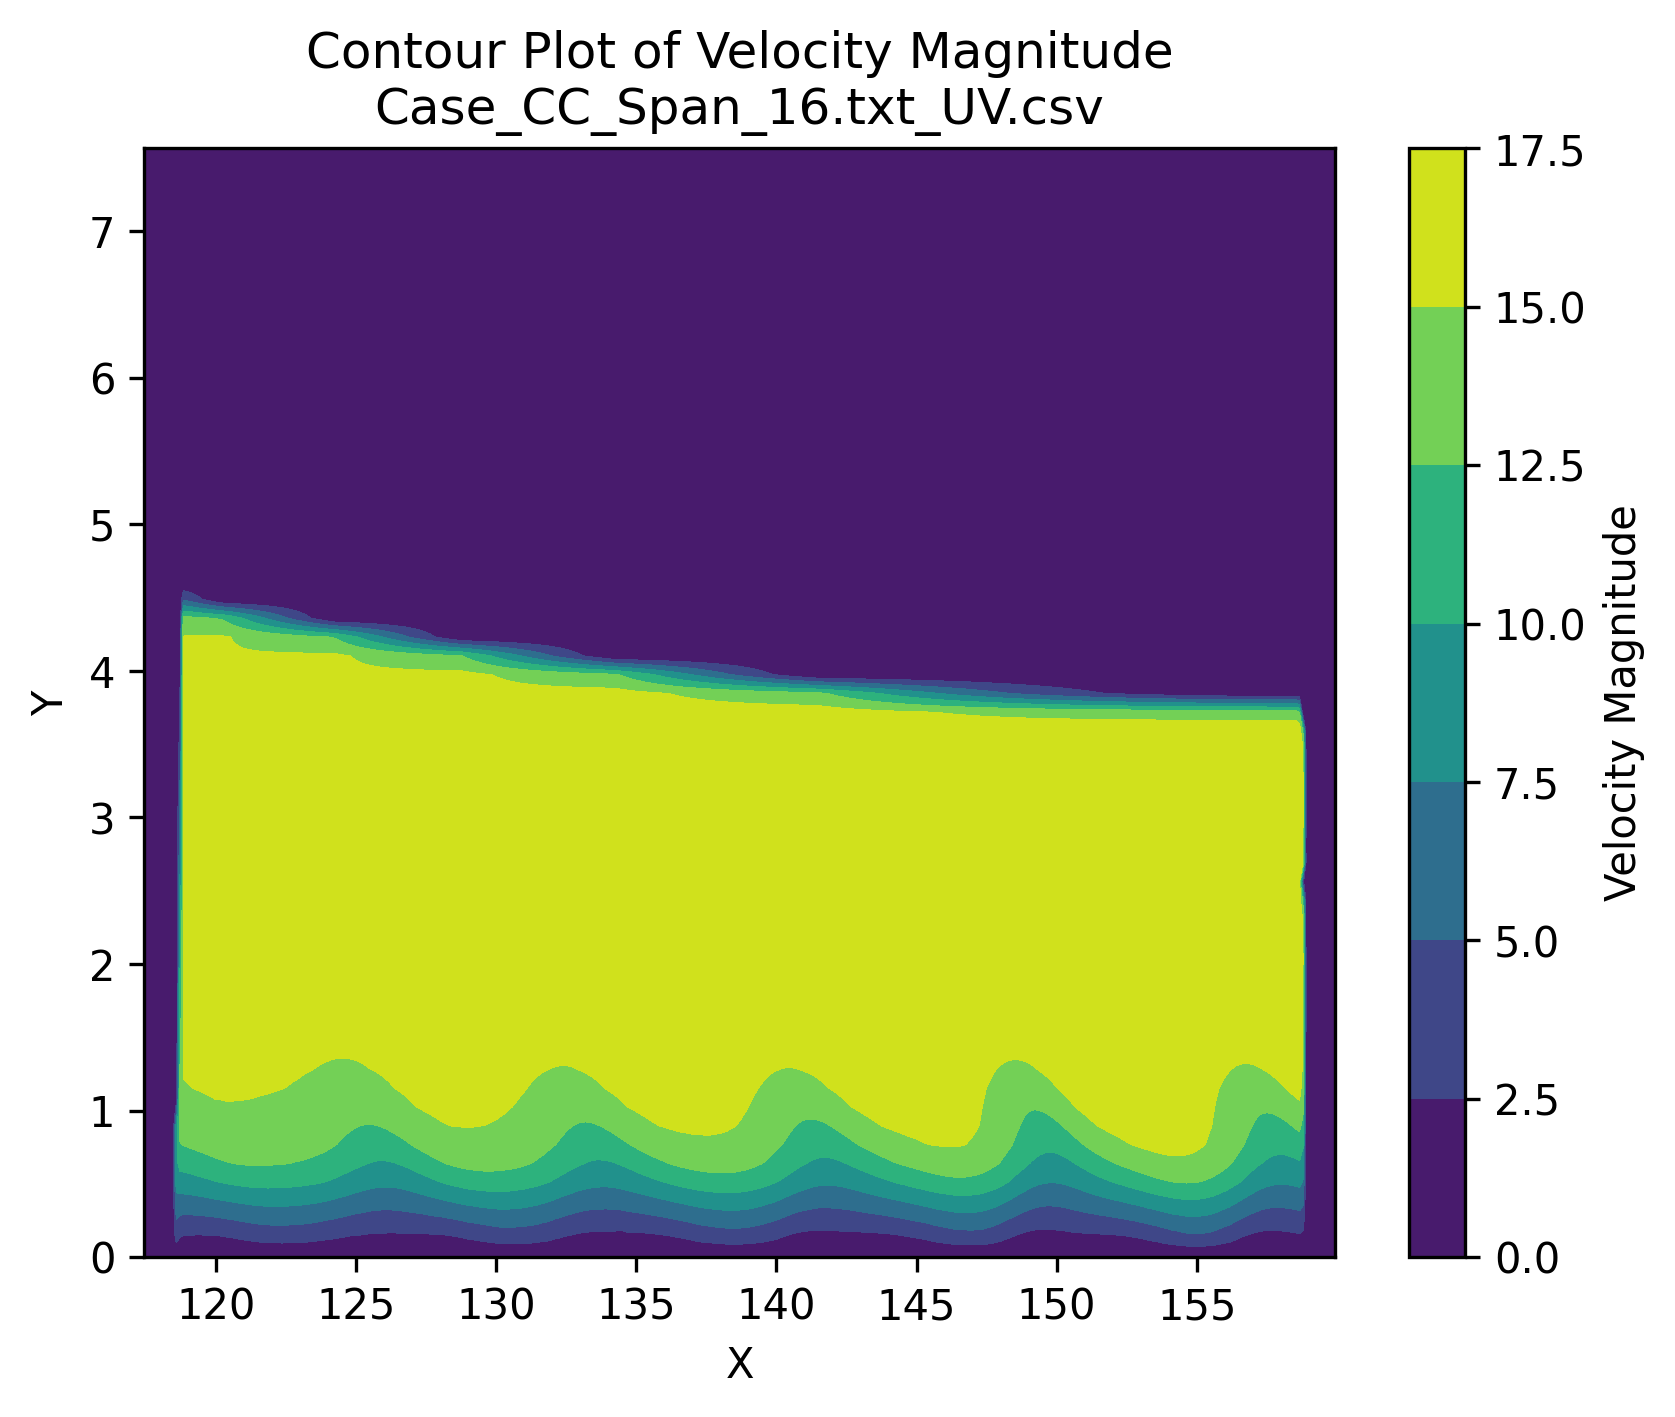 Contour Plot of Velocity Magnitude
Case_CC_Span_16.txt_UV.csv
7
6
5
4
3
2
1
0
Y
120 125 130 135 140 145 150 155
X
17.5
15.0
12.5
10.0
7.5
5.0
2.5
0.0
Velocity Magnitude